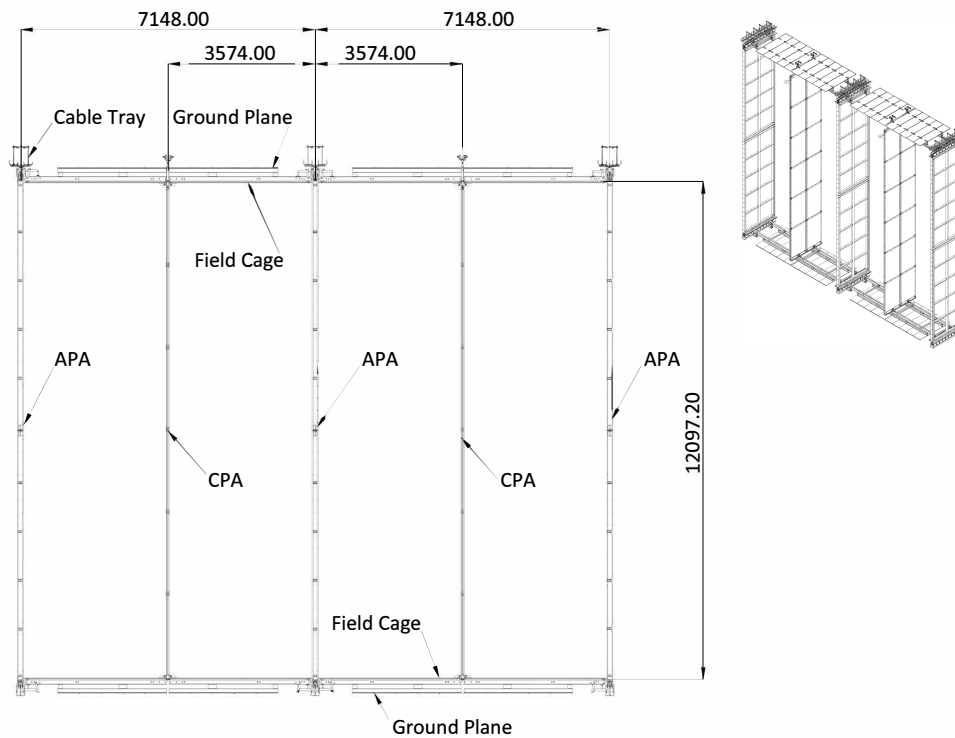 7148.00
7148.00
3574.00
3574.00
Cable Tray
Ground Plane
Field Cage
APA
APA
APA
12097.20
CPA
CPA
Field Cage
Ground Plane